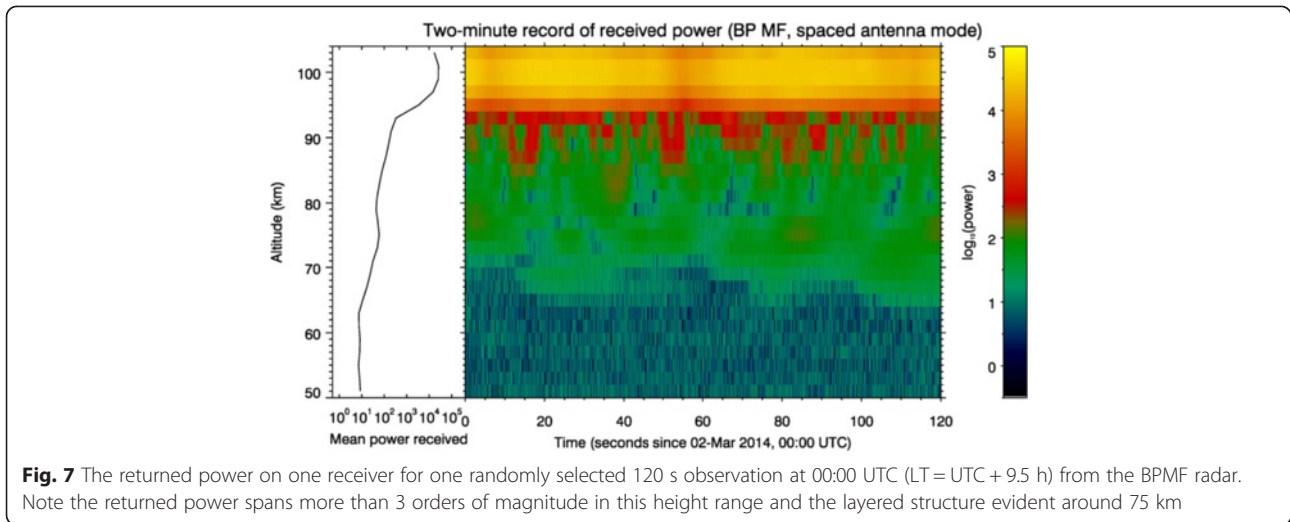 Two-minute record of received power (BP MF, spaced antenna mode)
100
90
80
70
60
50
Altitude (km)
10⁰ 10¹ 10² 10³ 10⁴ 10⁵
Mean power received
0 20 40 60 80 100 120
Time (seconds since 02-Mar 2014, 00:00 UTC)
5
4
3
2
1
0
log₁₀(power)
Fig. 7 The returned power on one receiver for one randomly selected 120 s observation at 00:00 UTC (LT = UTC + 9.5 h) from the BPMF radar.
Note the returned power spans more than 3 orders of magnitude in this height range and the layered structure evident around 75 km